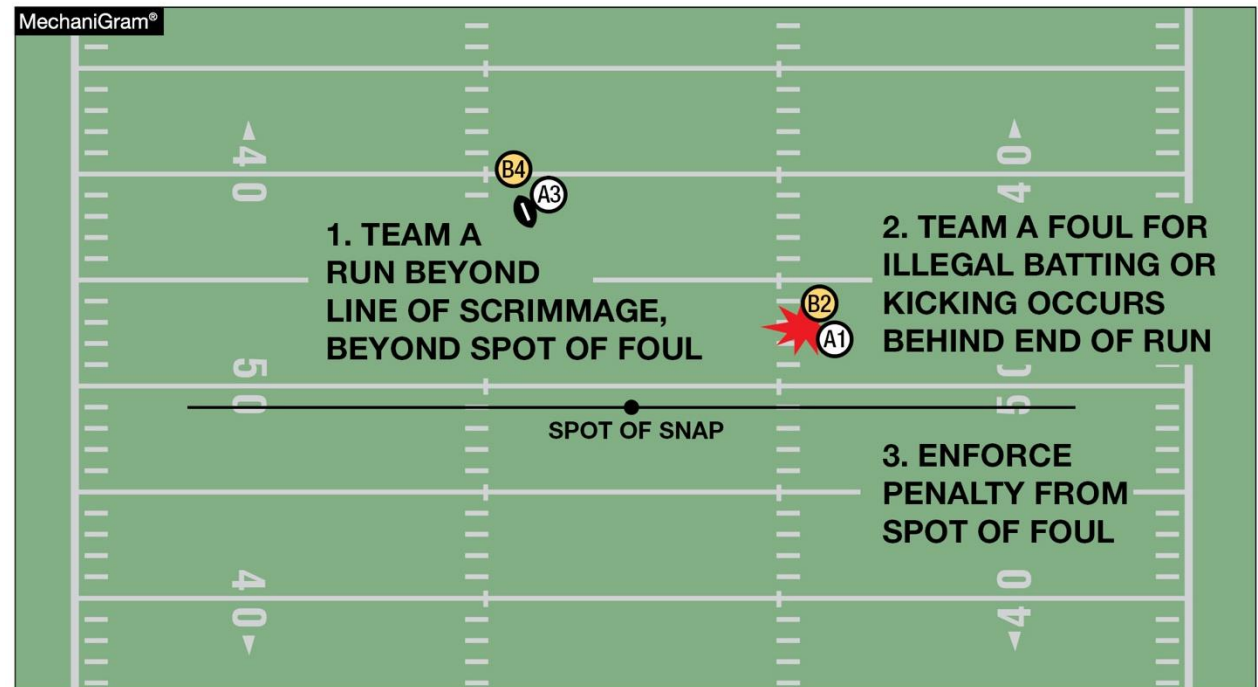 MechaniGram®
◄40
40►
B4
A3
1. TEAM A
RUN BEYOND
LINE OF SCRIMMAGE,
BEYOND SPOT OF FOUL
2. TEAM A FOUL FOR
ILLEGAL BATTING OR
KICKING OCCURS
BEHIND END OF RUN
B2
A1
50
50
SPOT OF SNAP
3. ENFORCE
PENALTY FROM
SPOT OF FOUL
40►
◄40